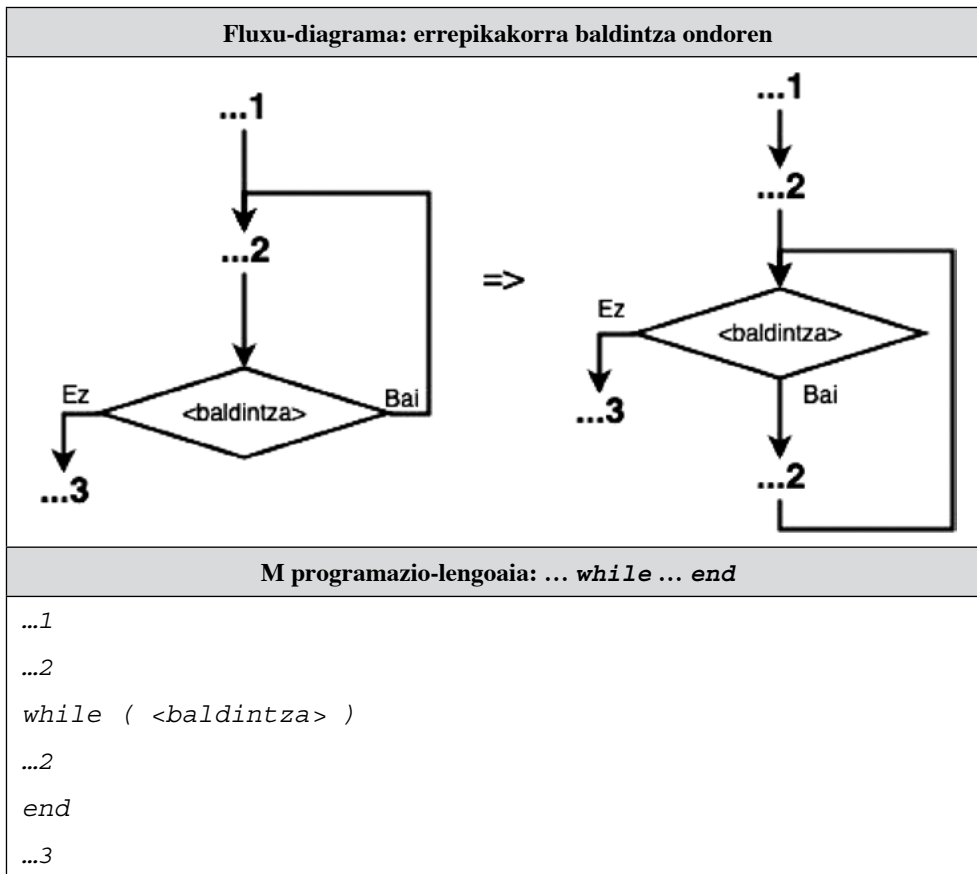 Fluxu-diagrama: errepikakorra baldintza ondoren
...1
...2
<baldintza>
Ez
Bai
...3
=>
...1
...2
<baldintza>
Ez
Bai
...3
...2
M programazio-lengoaia: … while … end
…1
…2
while ( <baldintza> )
…2
end
…3